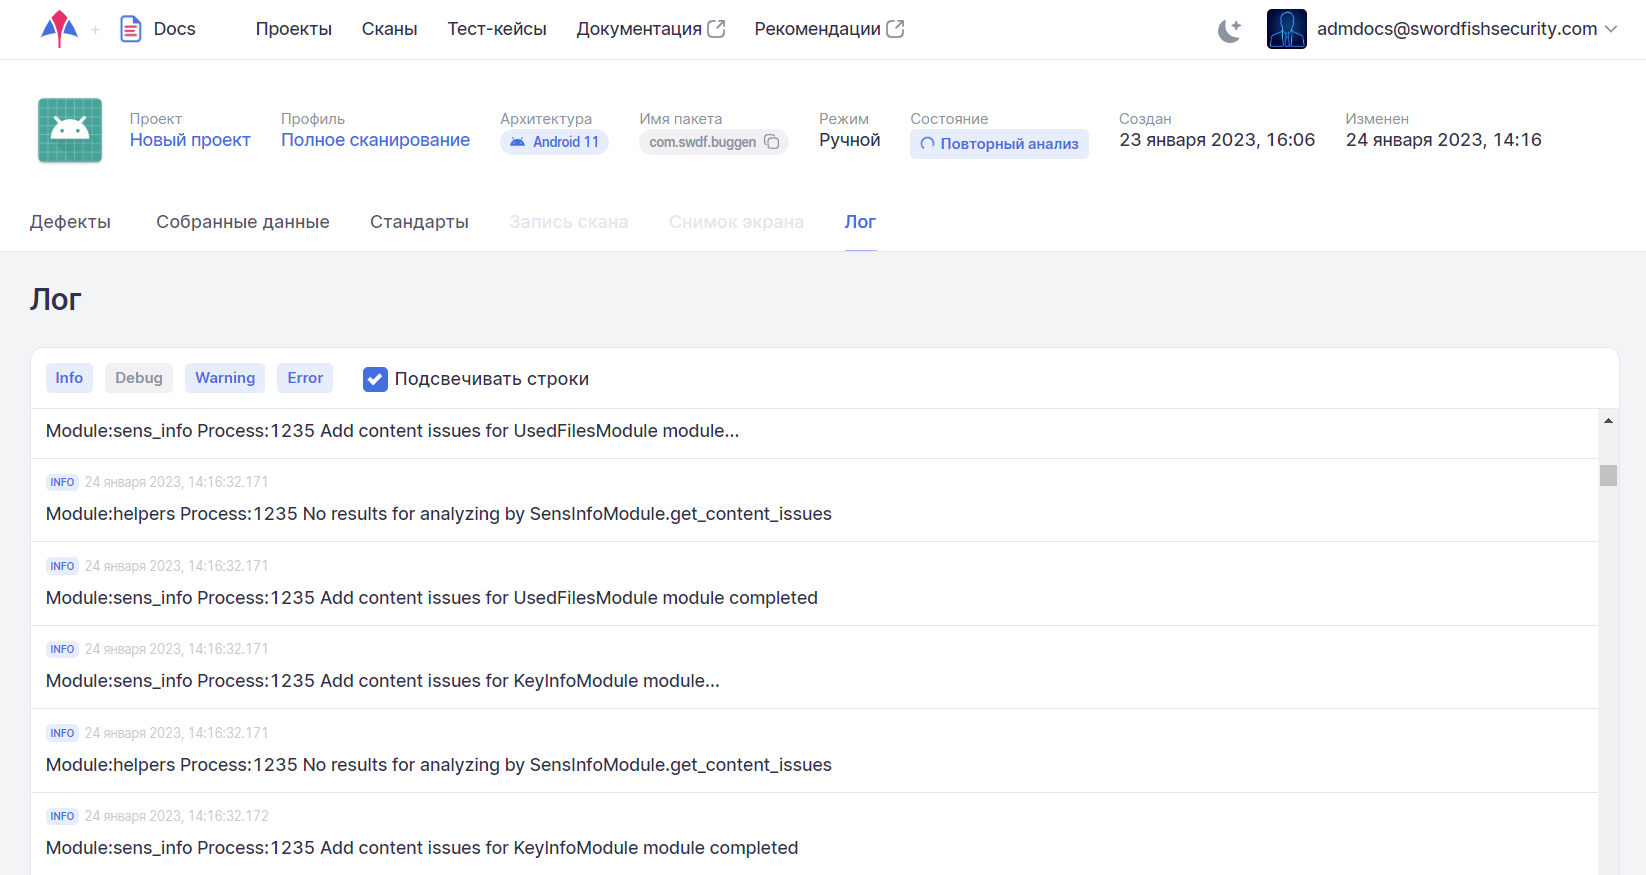 Docs Проекты Сканы Тест-кейсы Документация Рекомендации admdocs@swordfishsecurity.com
Проект Профиль Архитектура Имя пакета Режим Состояние Создан Изменен
Новый проект Полное сканирование Android 11 com.swdf.buggen Ручной Повторный анализ 23 января 2023, 16:06 24 января 2023, 14:16
Дефекты Собранные данные Стандарты Запись скана Снимок экрана Лог
Лог
Info Debug Warning Error Подсвечивать строки
Module:sens_info Process:1235 Add content issues for UsedFilesModule module...
INFO 24 января 2023, 14:16:32.171
Module:helpers Process:1235 No results for analyzing by SensInfoModule.get_content_issues
INFO 24 января 2023, 14:16:32.171
Module:sens_info Process:1235 Add content issues for UsedFilesModule module completed
INFO 24 января 2023, 14:16:32.171
Module:sens_info Process:1235 Add content issues for KeyInfoModule module...
INFO 24 января 2023, 14:16:32.171
Module:helpers Process:1235 No results for analyzing by SensInfoModule.get_content_issues
INFO 24 января 2023, 14:16:32.172
Module:sens_info Process:1235 Add content issues for KeyInfoModule module completed